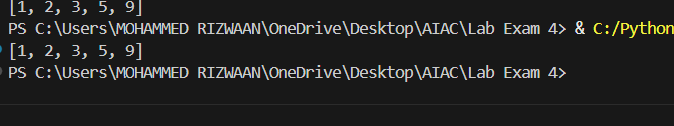 [1, 2, 3, 5, 9]
PS C:\Users\MOHAMMED RIZWAAN\OneDrive\Desktop\AIAC\Lab Exam 4> & C:/Python
[1, 2, 3, 5, 9]
PS C:\Users\MOHAMMED RIZWAAN\OneDrive\Desktop\AIAC\Lab Exam 4>